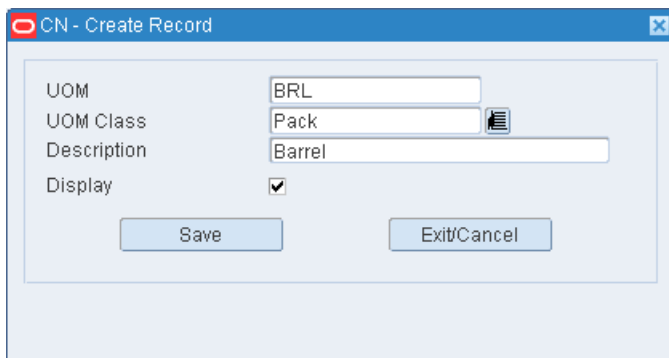 CN - Create Record
UOM BRL
UOM Class Pack
Description Barrel
Display
Save Exit/Cancel